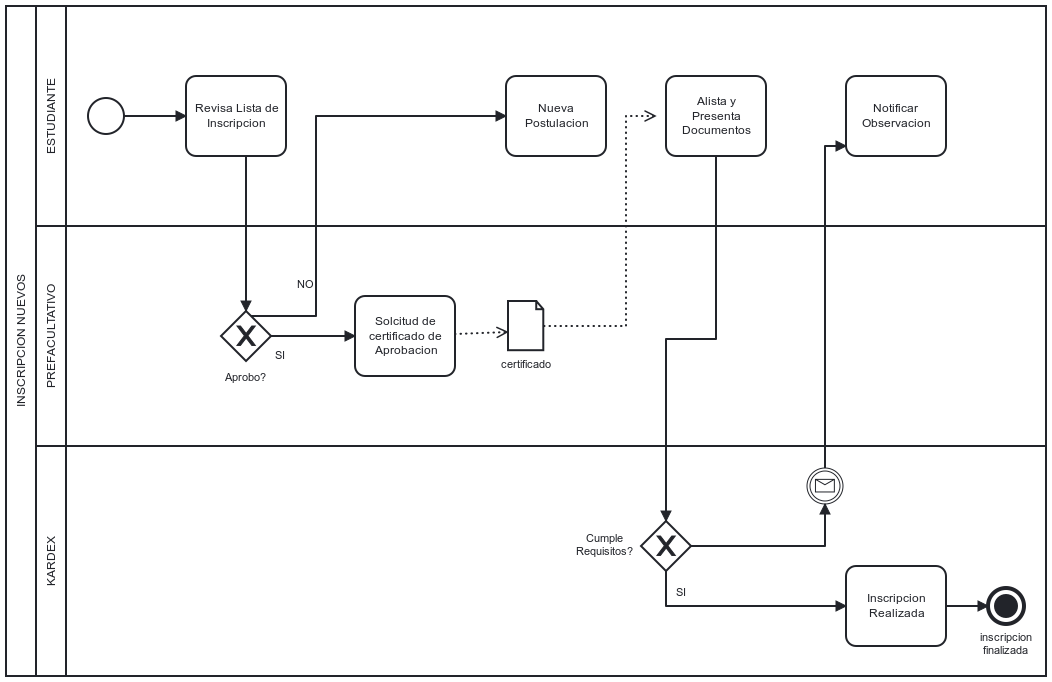 INSCRIPCION NUEVOS
ESTUDIANTE
Revisa Lista de
Inscripcion
Nueva
Postulacion
Alista y
Presenta
Documentos
Notificar
Observacion
PREFACULTATIVO
NO
SI
Aprobo?
Solcitud de
certificado de
Aprobacion
certificado
KARDEX
Cumple
Requisitos?
SI
Inscripcion
Realizada
inscripcion
finalizada